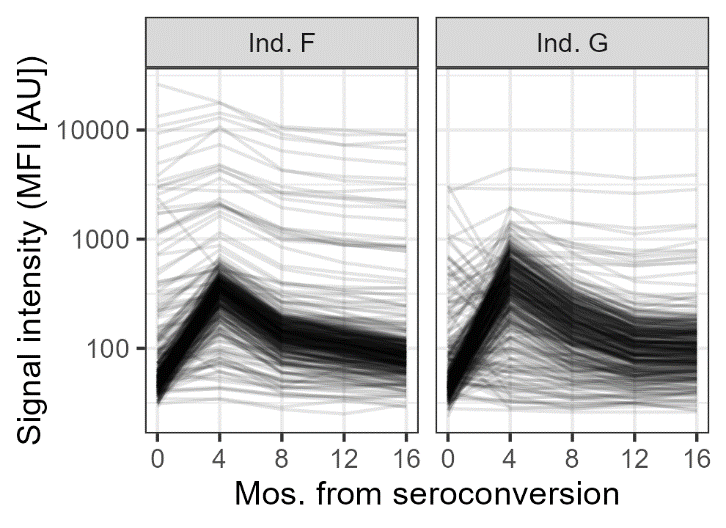 Ind. F
Ind. G
Signal intensity (MFI [AU])
10000
1000
100
0 4 8 12 16
0 4 8 12 16
Mos. from seroconversion